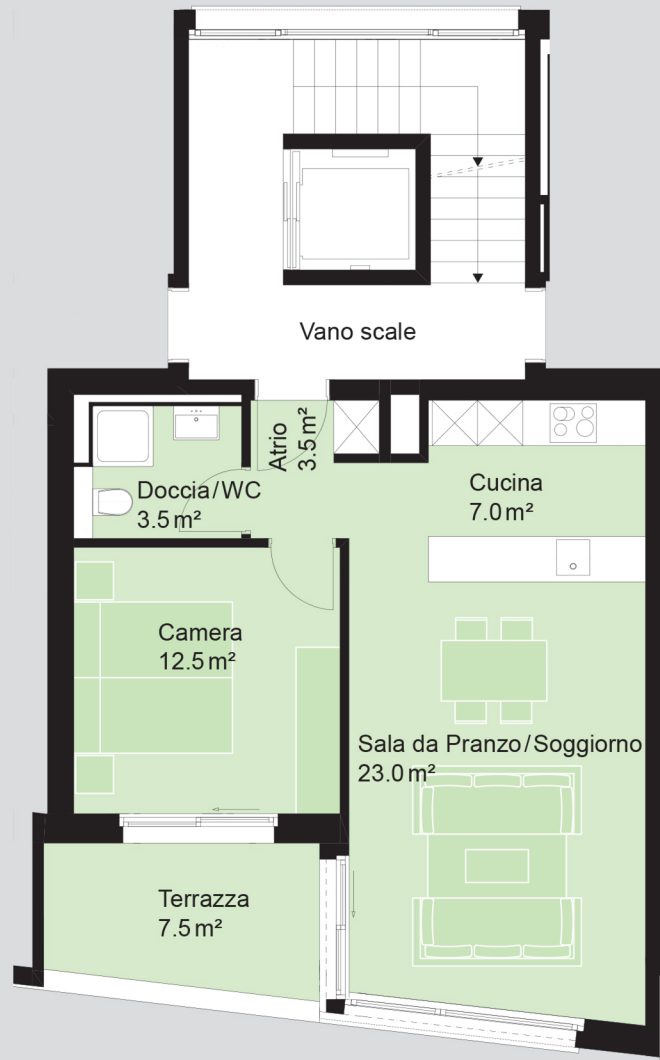 Vano scale
Atrio
3.5 m²
Doccia/WC
3.5 m²
Cucina
7.0 m²
Camera
12.5 m²
Sala da Pranzo/Soggiorno
23.0 m²
Terrazza
7.5 m²